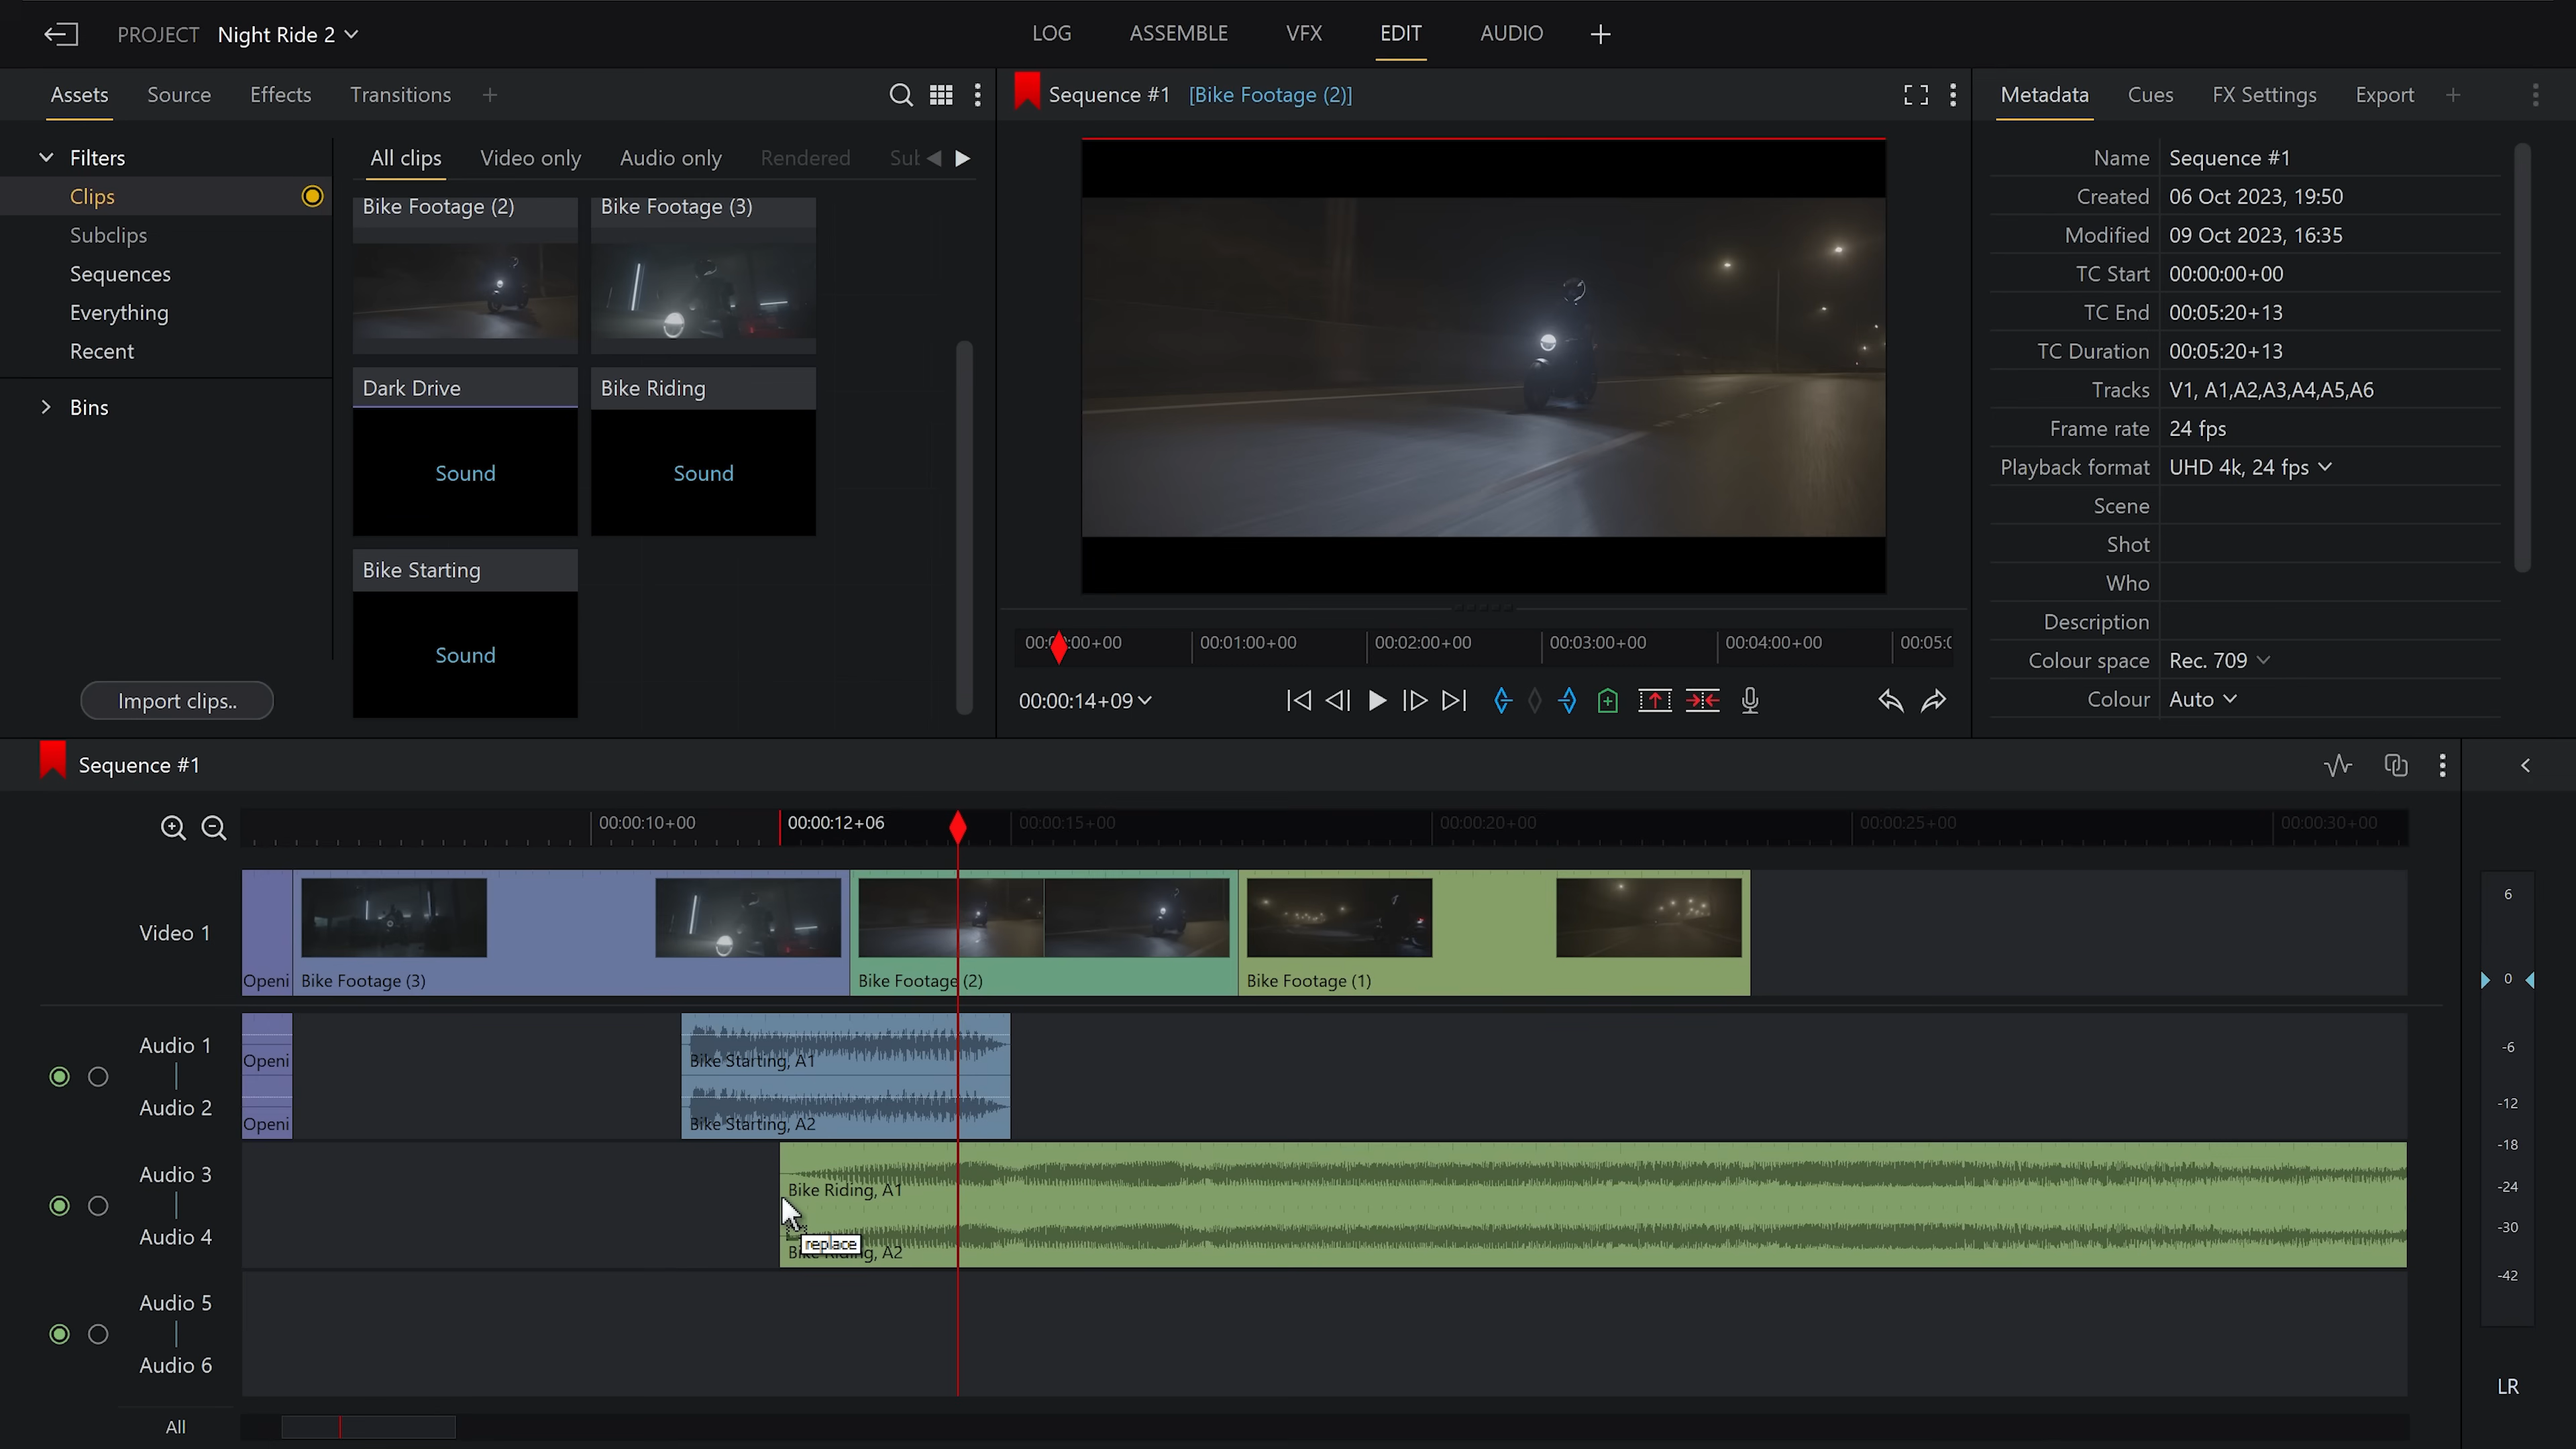 PROJECT Night Ride 2
LOG ASSEMBLE VFX EDIT AUDIO
Assets Source Effects Transitions
Filters
Clips
Subclips
Sequences
Everything
Recent
Bins
Import clips..
All clips Video only Audio only Rendered Sub
Bike Footage (2) Bike Footage (3)
Dark Drive Bike Riding
Sound Sound
Bike Starting
Sound
Sequence #1 [Bike Footage (2)]
00:01:00+00 00:02:00+00 00:03:00+00 00:04:00+00
00:00:14+09
Metadata Cues FX Settings Export
Name Sequence #1
Created 06 Oct 2023, 19:50
Modified 09 Oct 2023, 16:35
TC Start 00:00:00+00
TC End 00:05:20+13
TC Duration 00:05:20+13
Tracks V1, A1,A2,A3,A4,A5,A6
Frame rate 24 fps
Playback format UHD 4k, 24 fps
Scene
Shot
Who
Description
Colour space Rec. 709
Colour Auto
Sequence #1
00:00:10+00 00:00:12+06 00:00:15+00 00:00:20+00 00:00:25+00 00:00:30+00
Video 1
Openi Bike Footage (3) Bike Footage (2) Bike Footage (1)
Audio 1
Openi Bike Starting, A1
Audio 2
Openi Bike Starting, A2
Audio 3
Bike Riding, A1
Audio 4
replace
Bike Riding, A2
Audio 5
Audio 6
All
6
0
-6
-12
-18
-24
-30
-42
LR